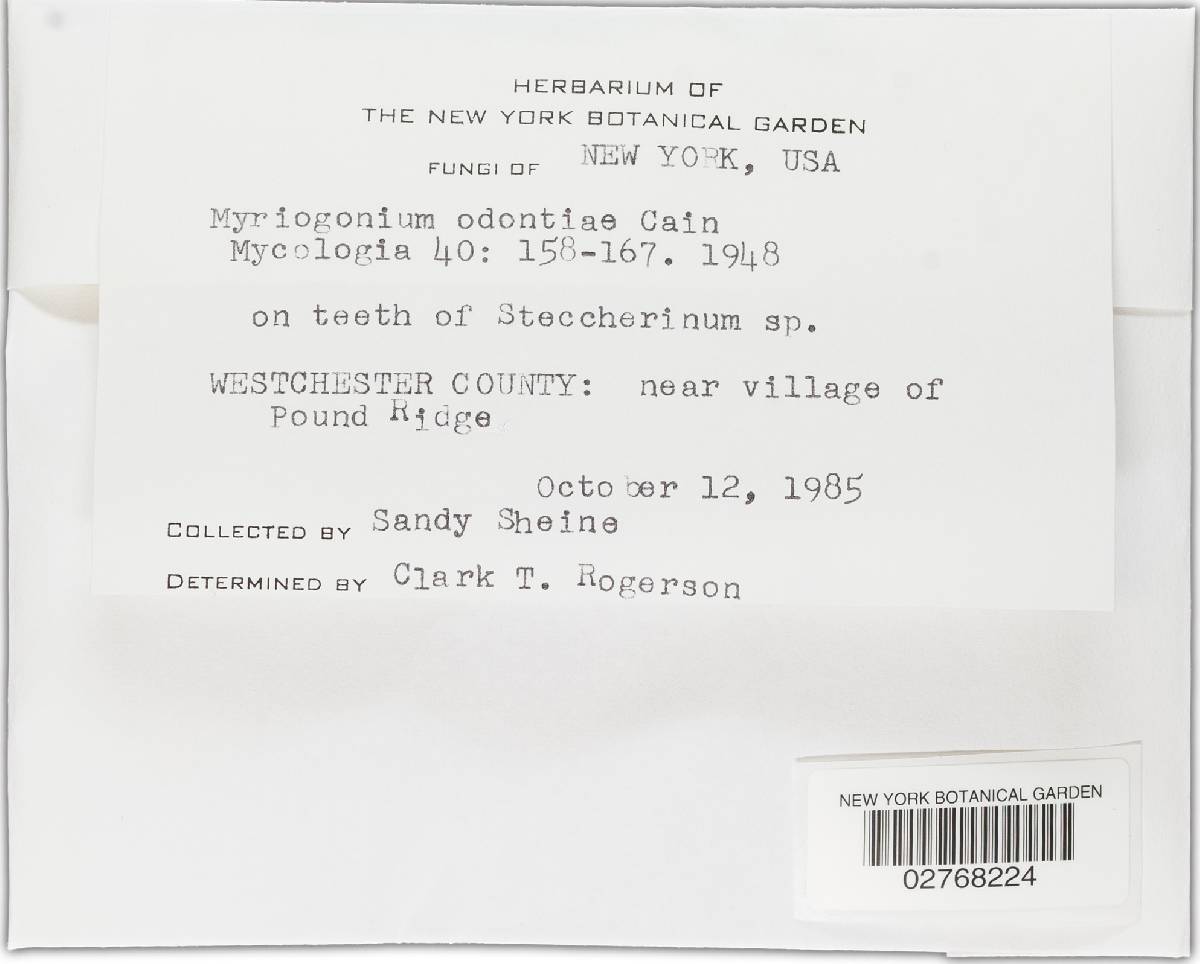 HERBARIUM OF
THE NEW YORK BOTANICAL GARDEN
FUNGI OF NEW YORK, USA
Myriogonium odontiae Cain
Mycologia 40: 158-167. 1948
on teeth of Steccherinum sp.
WESTCHESTER COUNTY: near village of
Pound Ridge
October 12, 1985
COLLECTED BY Sandy Sheine
DETERMINED BY Clark T. Rogerson
NEW YORK BOTANICAL GARDEN
02768224